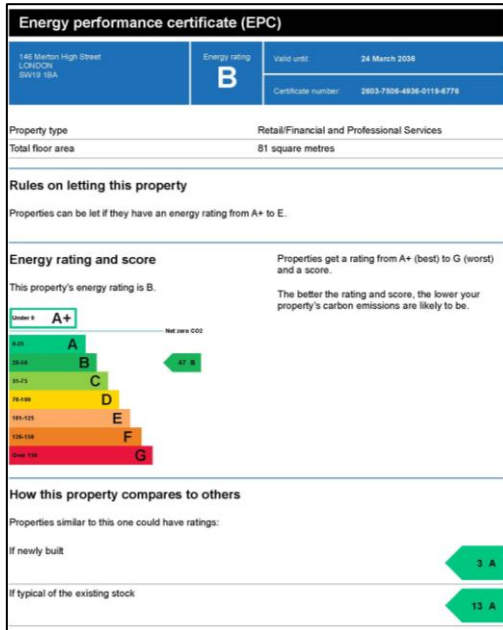 Energy performance certificate (EPC)
146 Merton High Street
LONDON
SW19 1BA
Energy rating
B
Valid until: 24 March 2036
Certificate number: 2603-7506-4936-0119-6776
Property type Retail/Financial and Professional Services
Total floor area 81 square metres
Rules on letting this property
Properties can be let if they have an energy rating from A+ to E.
Energy rating and score
This property's energy rating is B.
Properties get a rating from A+ (best) to G (worst)
and a score.
The better the rating and score, the lower your
property's carbon emissions are likely to be.
Under 0 A+
Net zero CO2
0-25 A
26-50 B
47 B
51-75 C
76-100 D
101-125 E
126-150 F
Over 150 G
How this property compares to others
Properties similar to this one could have ratings:
If newly built
3 A
If typical of the existing stock
13 A